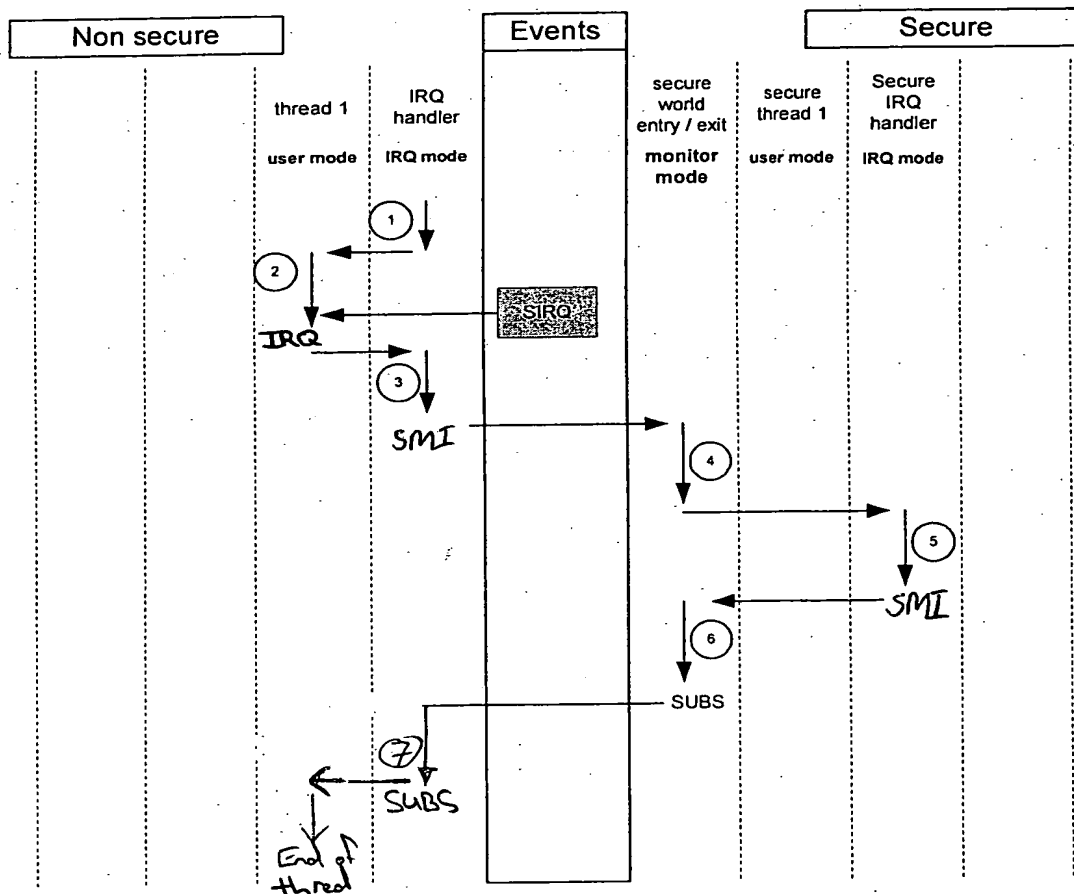 Non secure
Events
Secure
thread 1
user mode
IRQ
handler
IRQ mode
secure
world
entry / exit
monitor
mode
secure
thread 1
user mode
Secure
IRQ
handler
IRQ mode
1
2
SIRQ
IRQ
3
SMI
4
5
SMI
6
SUBS
7
SUBS
End of
thred